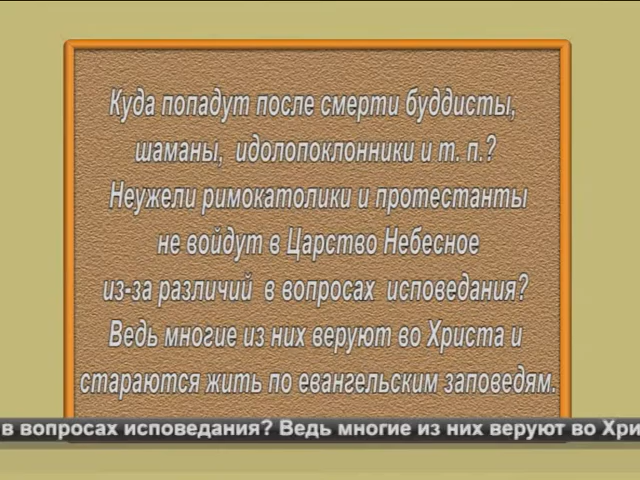 Куда попадут после смерти буддисты,
шаманы, идолопоклонники и т. п.?
Неужели римокатолики и протестанты
не войдут в Царство Небесное
из-за различий в вопросах исповедания?
Ведь многие из них веруют во Христа и
стараются жить по евангельским заповедям.
в вопросах исповедания? Ведь многие из них веруют во Хри